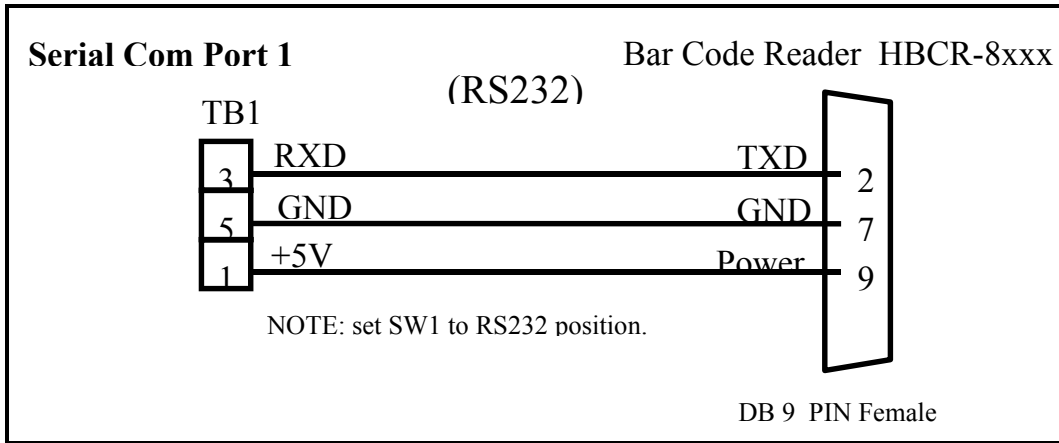 Serial Com Port 1
Bar Code Reader HBCR-8xxx
(RS232)
TB1
3 RXD TXD 2
5 GND GND 7
1 +5V Power 9
NOTE: set SW1 to RS232 position.
DB 9 PIN Female